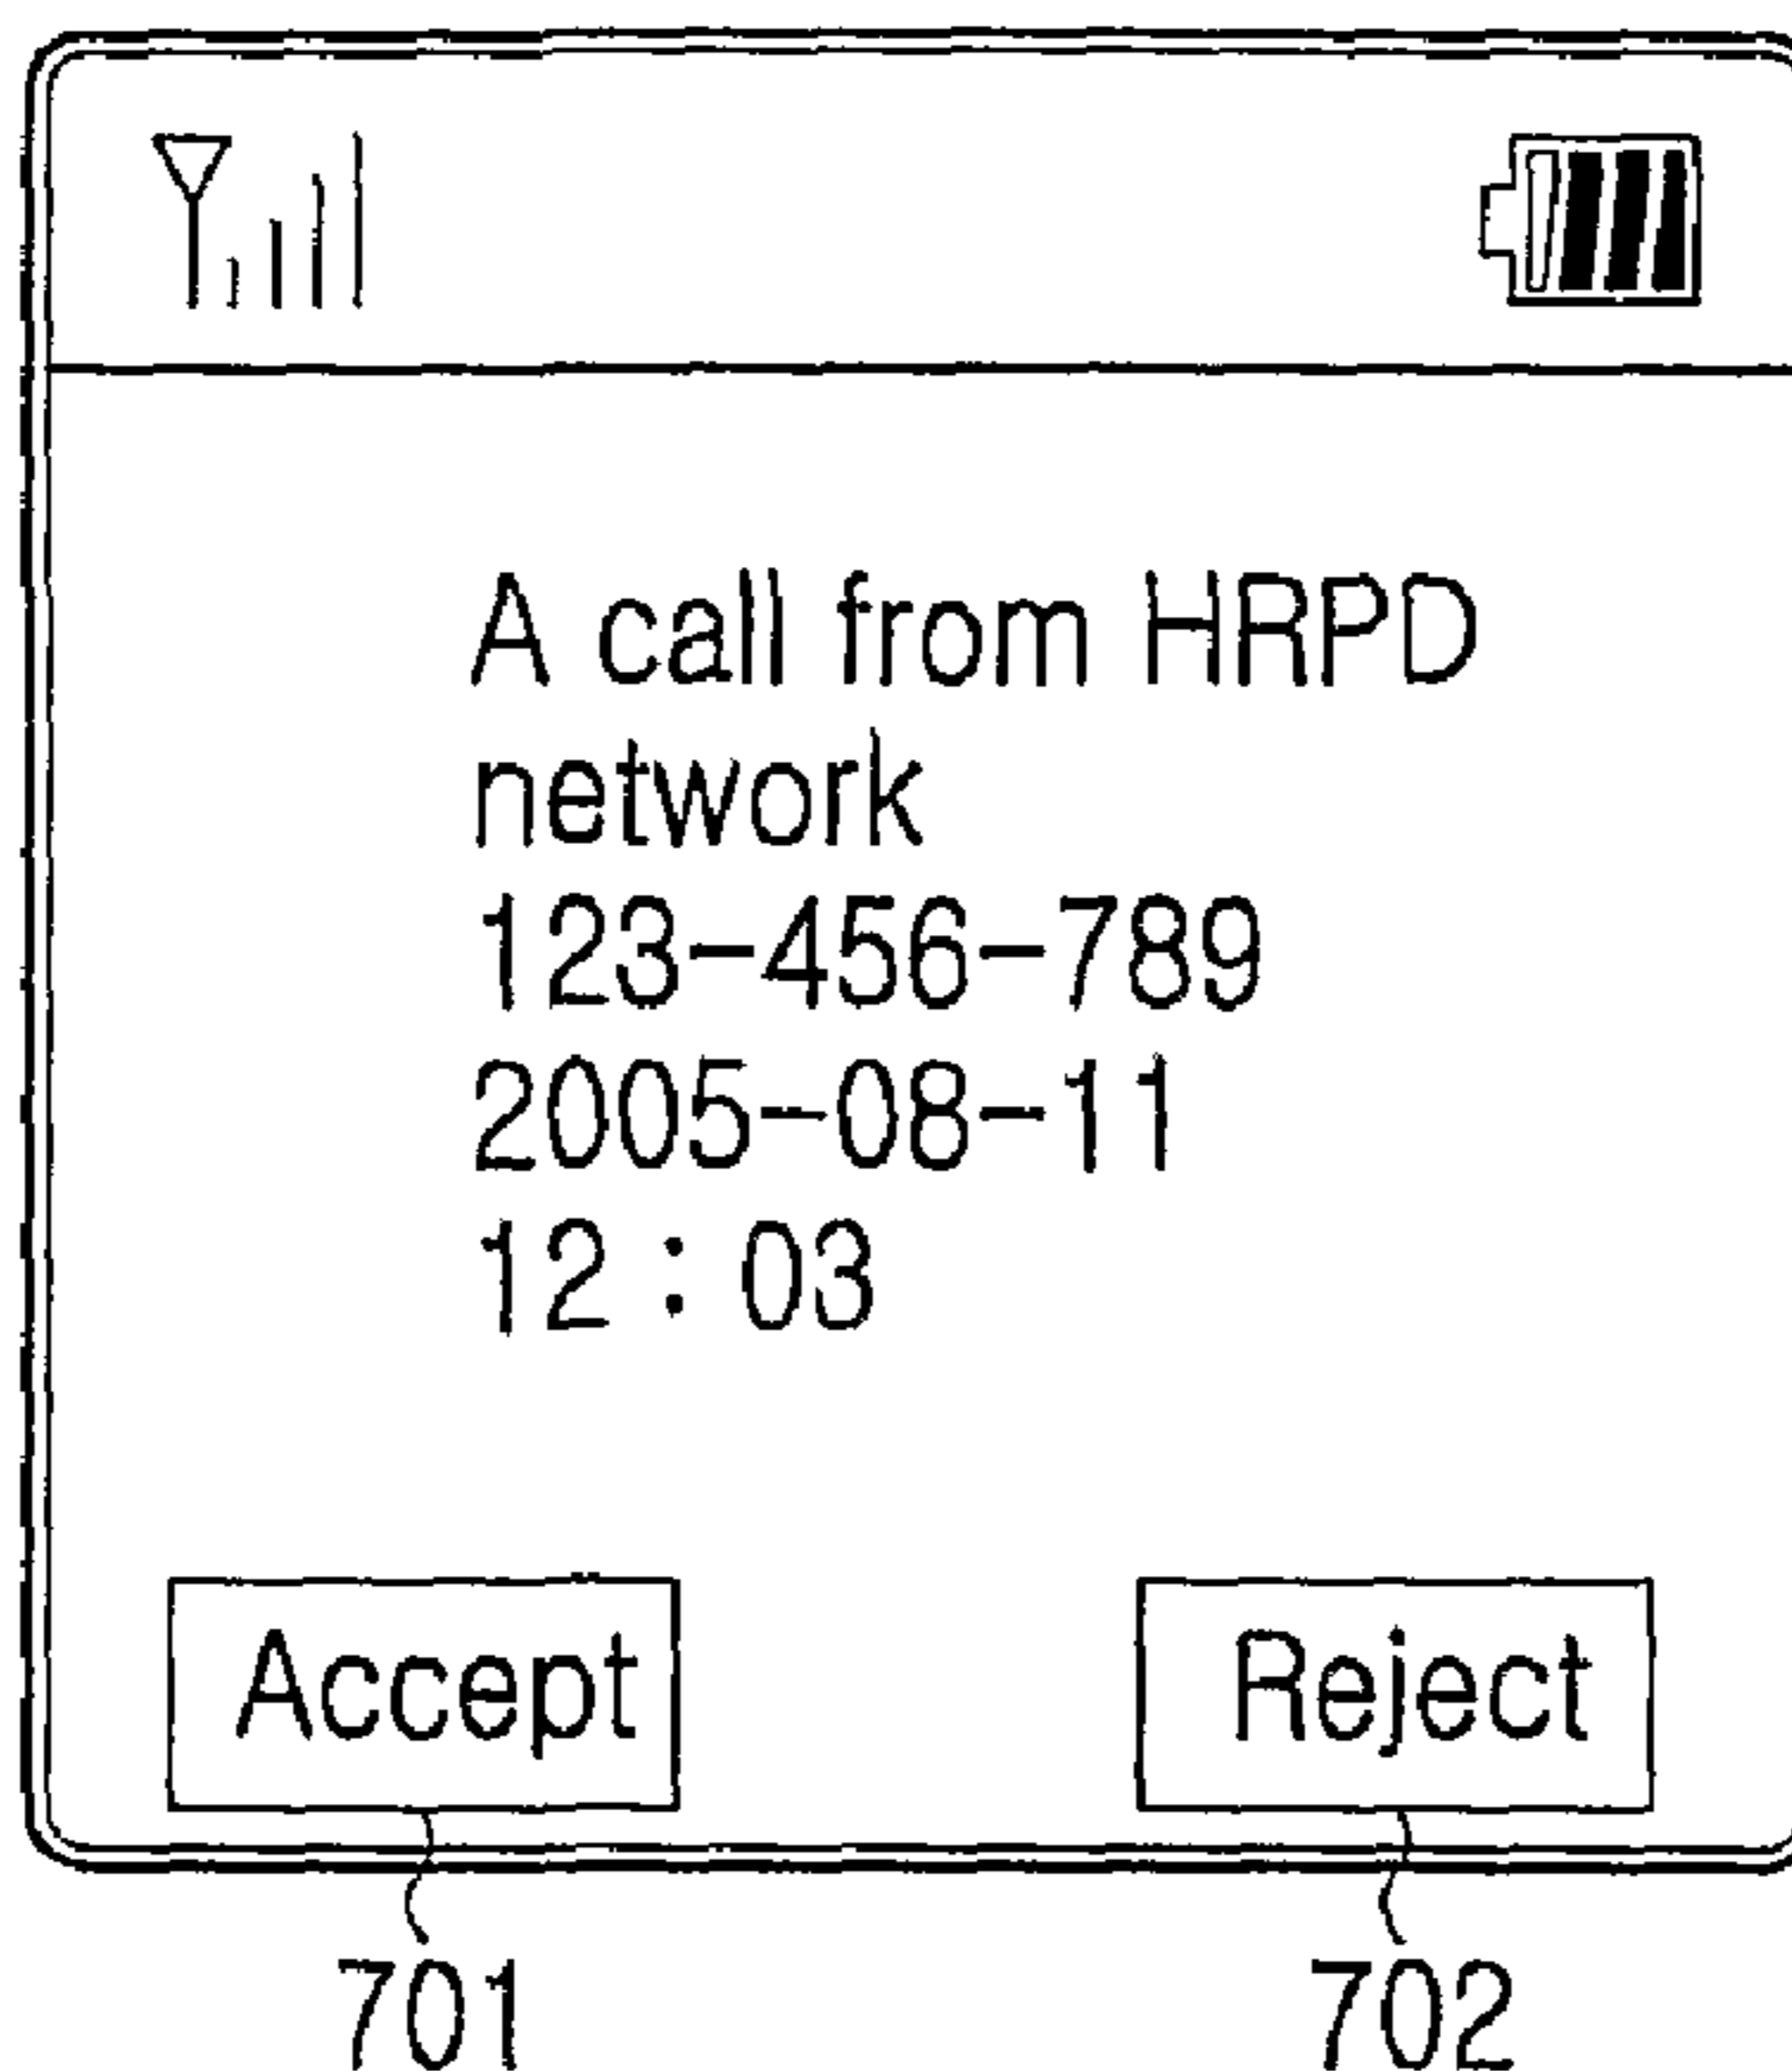 A call from HRPD
network
123-456-789
2005-08-11
12 : 03
Accept
Reject
701
702